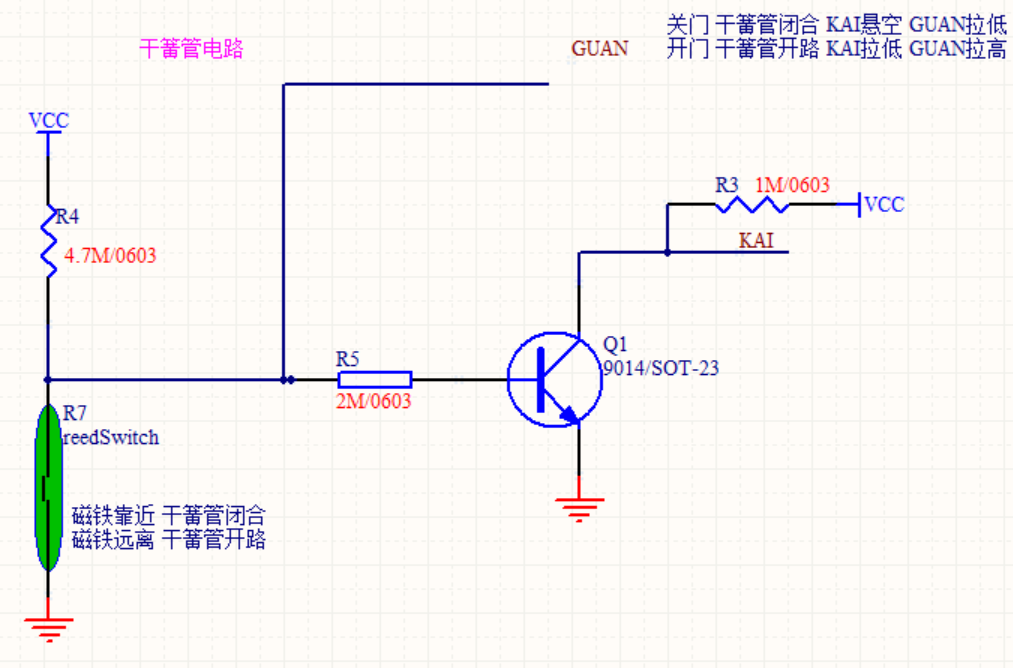 关门 干簧管闭合 KAI悬空 GUAN拉低
干簧管电路
GUAN
开门 干簧管开路 KAI拉低 GUAN拉高
VCC
R3
1M/0603
VCC
R4
KAI
4.7M/0603
Q1
R5
9014/SOT-23
2M/0603
R7
reedSwitch
磁铁靠近 干簧管闭合
磁铁远离 干簧管开路